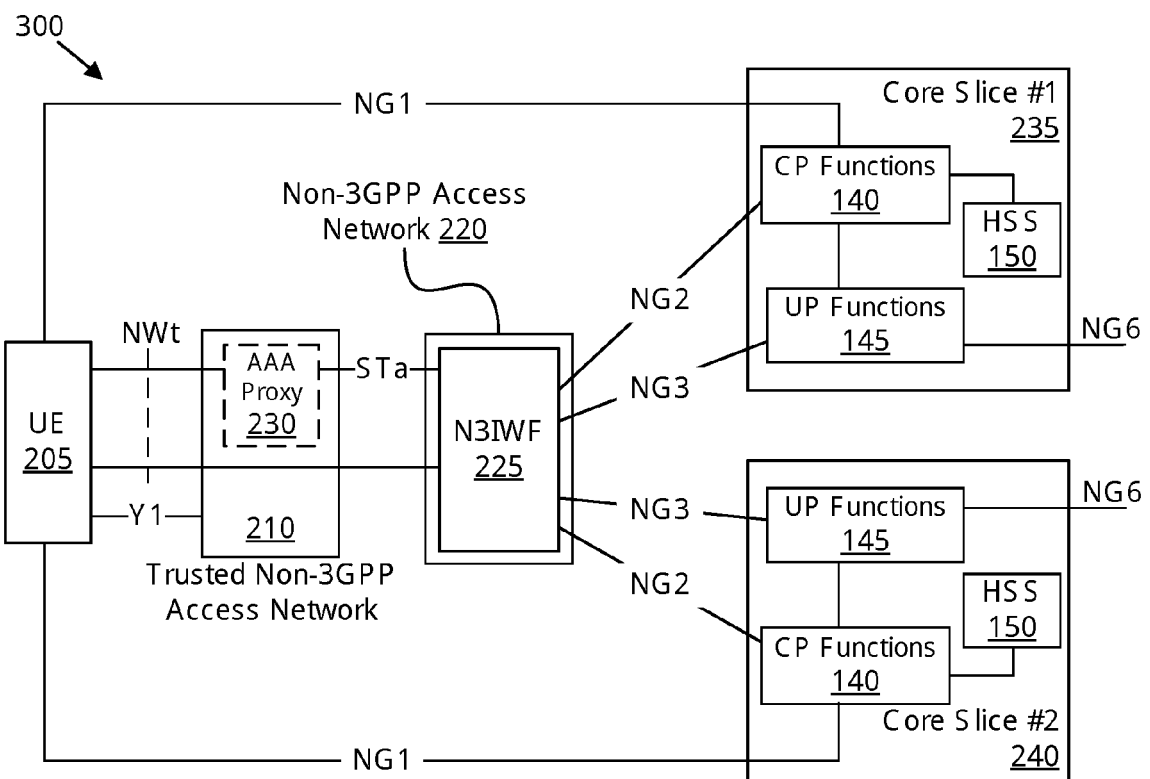 300
NG1
Core Slice #1
235
CP Functions
140
HSS
150
Non-3GPP Access
Network 220
NG2
UP Functions
145
NG6
NG3
NWt
AAA
Proxy
230
STa
UE
205
N3IWF
225
Y1
210
Trusted Non-3GPP
Access Network
NG3
UP Functions
145
NG6
NG2
HSS
150
CP Functions
140
Core Slice #2
240
NG1